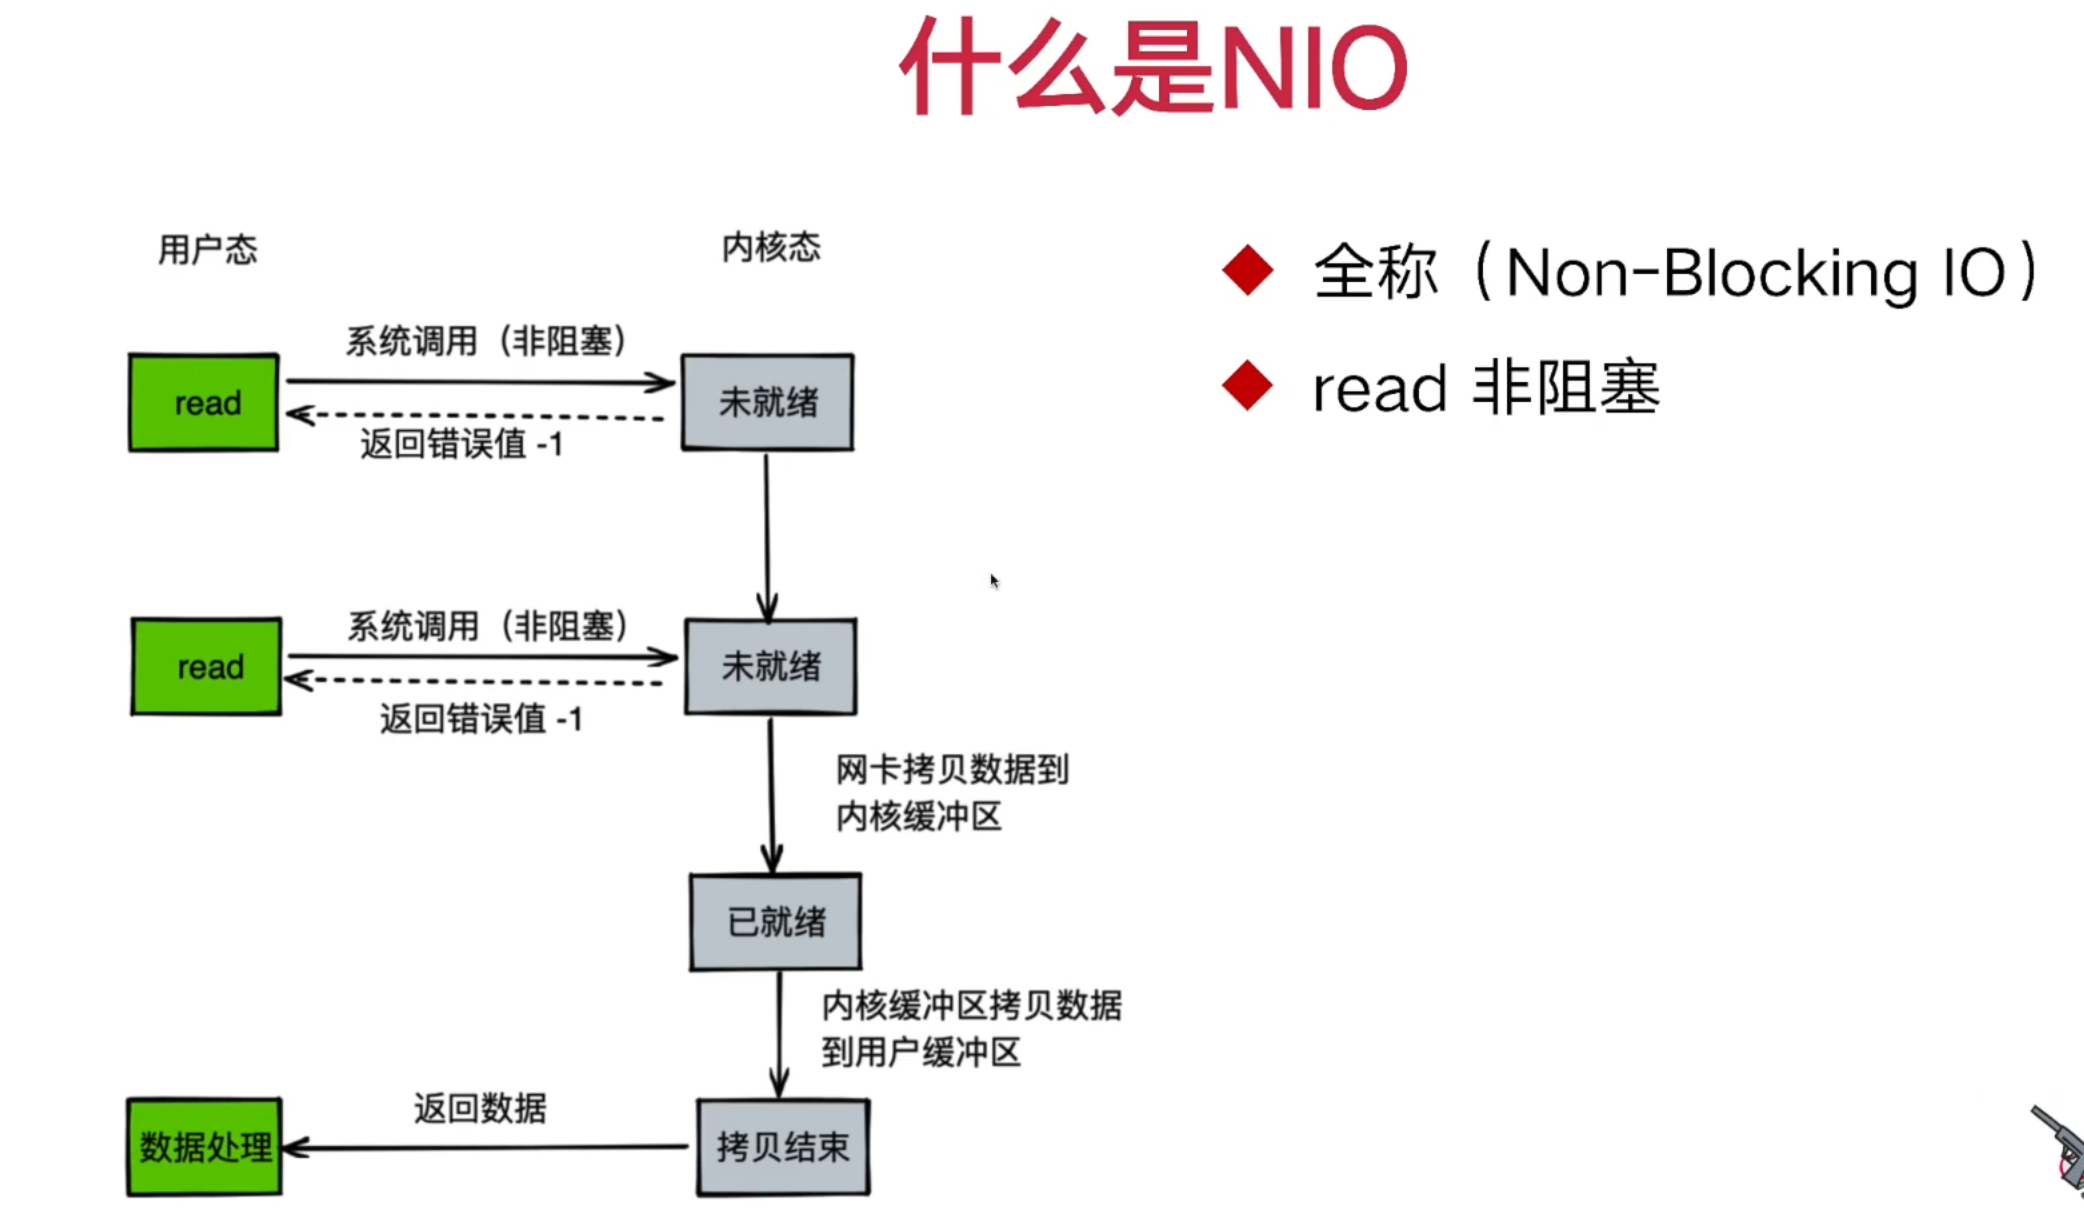 什么是NIO
用户态
内核态
全称（Non-Blocking IO）
read 非阻塞
系统调用（非阻塞）
read
未就绪
返回错误值 -1
系统调用（非阻塞）
read
未就绪
返回错误值 -1
网卡拷贝数据到
内核缓冲区
已就绪
内核缓冲区拷贝数据
到用户缓冲区
返回数据
数据处理
拷贝结束